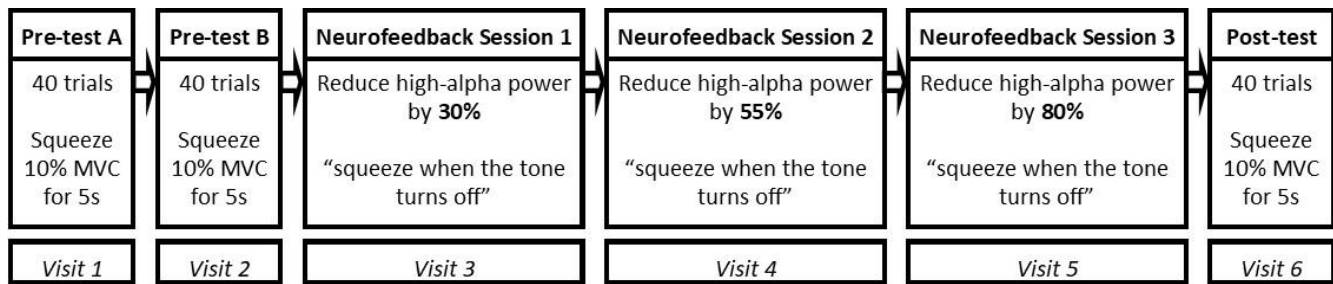 Pre-test A
40 trials
Squeeze
10% MVC
for 5s
Visit 1
Pre-test B
40 trials
Squeeze
10% MVC
for 5s
Visit 2
Neurofeedback Session 1
Reduce high-alpha power
by 30%
“squeeze when the tone
turns off”
Visit 3
Neurofeedback Session 2
Reduce high-alpha power
by 55%
“squeeze when the tone
turns off”
Visit 4
Neurofeedback Session 3
Reduce high-alpha power
by 80%
“squeeze when the tone
turns off”
Visit 5
Post-test
40 trials
Squeeze
10% MVC
for 5s
Visit 6